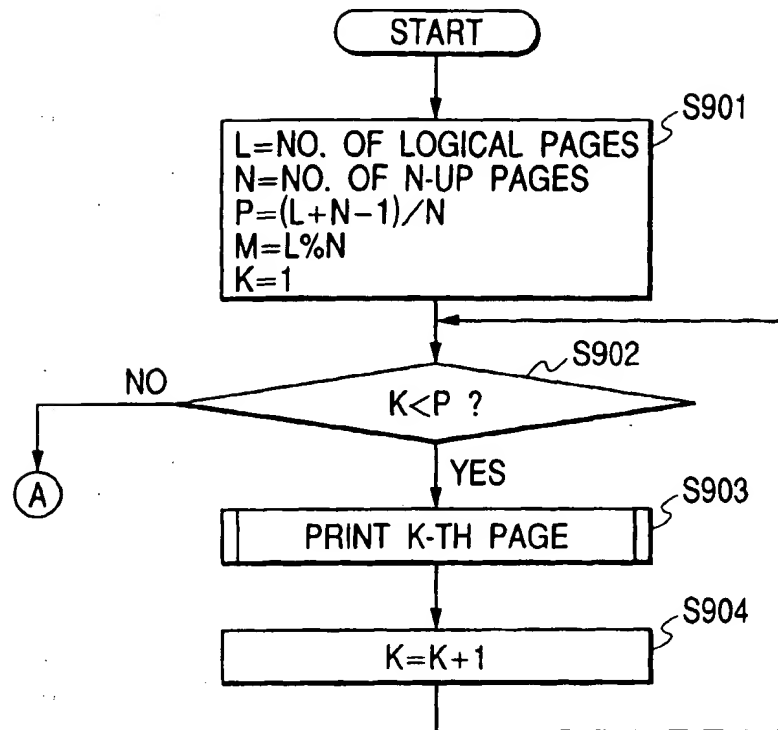 START
S901
L=NO. OF LOGICAL PAGES
N=NO. OF N-UP PAGES
P=(L+N-1)/N
M=L%N
K=1
S902
NO
K<P ?
A
YES
S903
PRINT K-TH PAGE
S904
K=K+1